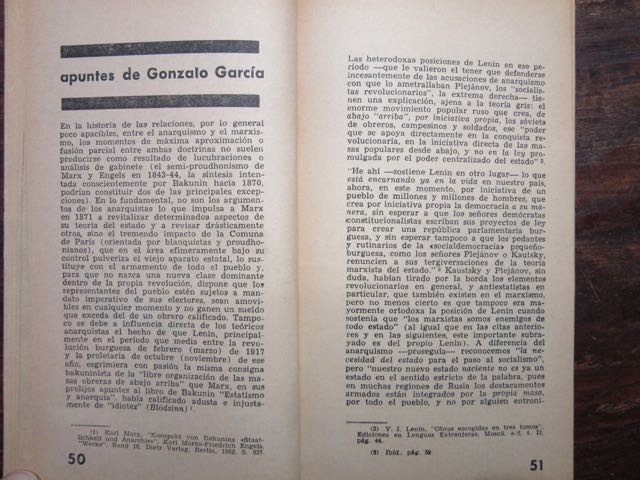 apuntes de Gonzalo García
En la historia de las relaciones, por lo general
poco apacibles, entre el anarquismo y el marxis-
mo, los momentos de máxima aproximación o
fusión parcial entre ambas doctrinas no suelen
producirse como resultado de lucubraciones o
análisis de gabinete (el semi-proudhonismo de
Marx y Engels en 1843-44, la síntesis inten-
tada conscientemente por Bakunin hacia 1870,
podrían constituir dos de las principales excep-
ciones). En lo fundamental, no son los argumen-
tos de los anarquistas lo que impulsa a Marx
en 1871 a revitalizar determinados aspectos de
su teoría del estado y a revisar drásticamente
otros, sino el tremendo impacto de la Comuna
de París (orientada por blanquistas y proudho-
nianos), que en el área efímeramente bajo su
control pulveriza el viejo aparato estatal, lo sus-
tituye con el armamento de todo el pueblo y,
para que no nazca una nueva clase dominante
dentro de la propia revolución, dispone que los
representantes del pueblo estén sujetos a manda-
to imperativo de sus electores, sean amovi-
bles en cualquier momento y no ganen un sueldo
que exceda del de un obrero calificado. Tampo-
co se debe a influencia directa de los teóricos
anarquistas el hecho de que Lenin, principal-
mente en el período que media entre la revo-
lución burguesa de febrero (marzo) de 1917
y la proletaria de octubre (noviembre) de ese
año, esgrimiera con pasión la misma consigna
bakuninista de la "libre organización de las ma-
sas obreras de abajo arriba" que Marx, en sus
prolijos apuntes al libro de Bakunin "Estatismo
y anarquía", había calificado adusta e injusta-
mente de "idiotez" (Blödsinn) 1.
(1) Karl Marx, "Konspekt von Bakunins «Staat-
lichkeit und Anarchie»", Karl Marx-Friedrich Engels,
"Werke", Band 18, Dietz Verlag, Berlin, 1962, S. 637.
50
Las heterodoxas posiciones de Lenin en ese pe-
ríodo —que le valieron el tener que defenderse
incesantemente de las acusaciones de anarquismo
con que lo ametrallaban Plejánov, los "socialis-
tas revolucionarios", la extrema derecha— tie-
nen una explicación, ajena a la teoría gris: el
enorme movimiento popular ruso que crea, de
abajo "arriba", por iniciativa propia, los sóviets
de obreros, campesinos y soldados, ese "poder
que se apoya directamente en la conquista re-
volucionaria, en la iniciativa directa de las ma-
sas populares desde abajo, y no en la ley pro-
mulgada por el poder centralizado del estado" 2.
"He ahí —sostiene Lenin en otro lugar— lo que
está encarnando ya en la vida en nuestro país,
ahora, en este momento, por iniciativa de un
pueblo de millones y millones de hombres, que
crea por iniciativa propia la democracia a su ma-
nera, sin esperar a que los señores demócratas
constitucionalistas escriban sus proyectos de ley
para crear una república parlamentaria burgue-
sa, y sin esperar tampoco a que los pedantes
y rutinarios de la «socialdemocracia» pequeño-
burguesa, como los señores Plejánov o Kautsky,
renuncien a sus tergiversaciones de la teoría
marxista del estado." 3 Kautsky y Plejánov, sin
duda, habían tirado por la borda los elementos
revolucionarios en general, y antiestatistas en
particular, que también existen en el marxismo,
pero no menos cierto es que tampoco era mayor-
mente ortodoxa la posición de Lenin cuando
sostenía que "los marxistas somos enemigos de
todo estado" (al igual que en las citas anterio-
res y en las siguientes, este importante subra-
yado es del propio Lenin). A diferencia del
anarquismo —proseguía— reconocemos "la ne-
cesidad del estado para el paso al socialismo",
pero "nuestro nuevo estado naciente no es ya un
estado en el sentido estricto de la palabra, pues
en muchas regiones de Rusia los destacamentos
armados están integrados por la propia masa,
por todo el pueblo, y no por alguien entroni-
(2) V. I. Lenin, "Obras escogidas en tres tomos",
Ediciones en Lenguas Extranjeras, Moscú, s/f, t. II,
pág. 44.
(3) Ibíd., pág. 59
51